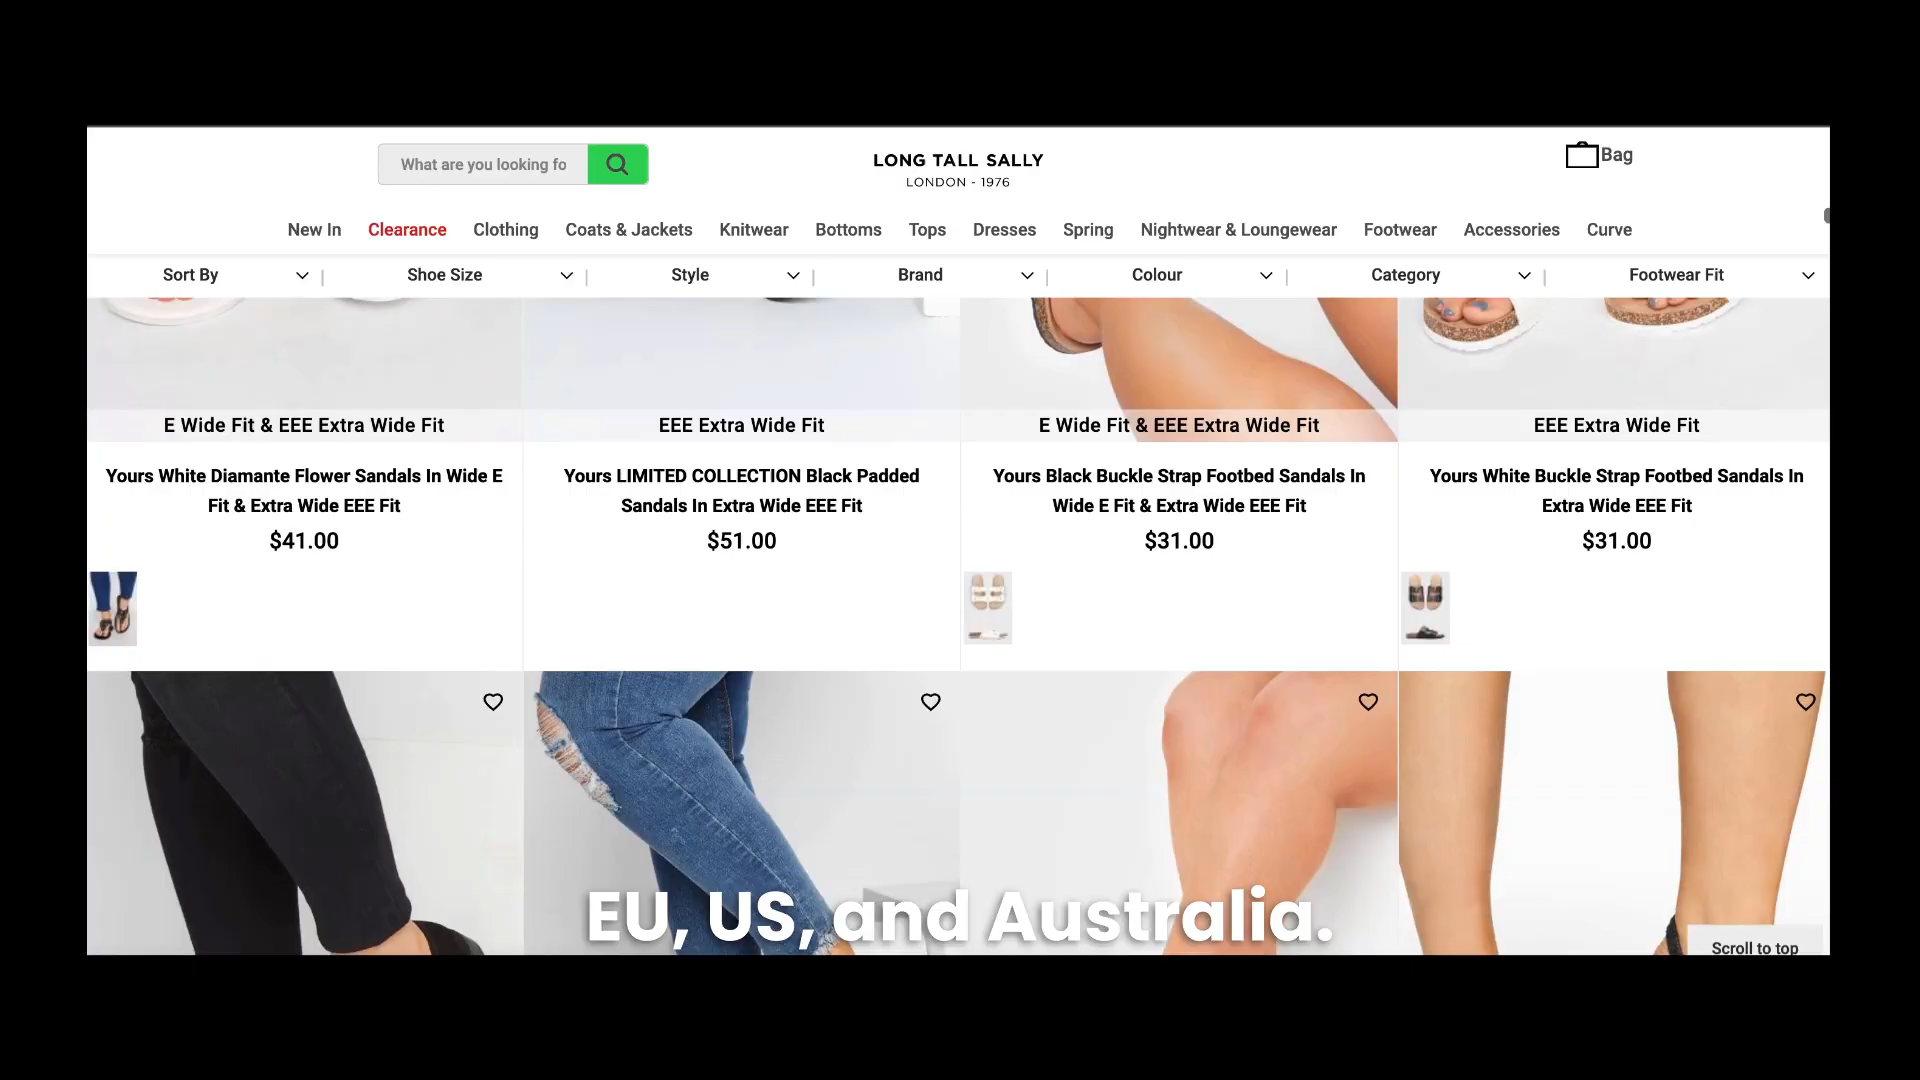 What are you looking fo
LONG TALL SALLY
LONDON - 1976
Bag
New In Clearance Clothing Coats & Jackets Knitwear Bottoms Tops Dresses Spring Nightwear & Loungewear Footwear Accessories Curve
Sort By Shoe Size Style Brand Colour Category Footwear Fit
E Wide Fit & EEE Extra Wide Fit
Yours White Diamante Flower Sandals In Wide E
Fit & Extra Wide EEE Fit
$41.00
EEE Extra Wide Fit
Yours LIMITED COLLECTION Black Padded
Sandals In Extra Wide EEE Fit
$51.00
E Wide Fit & EEE Extra Wide Fit
Yours Black Buckle Strap Footbed Sandals In
Wide E Fit & Extra Wide EEE Fit
$31.00
EEE Extra Wide Fit
Yours White Buckle Strap Footbed Sandals In
Extra Wide EEE Fit
$31.00
EU, US, and Australia.
Scroll to top